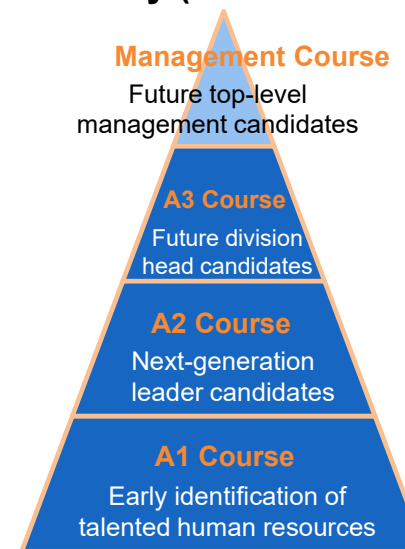 Management Course
Future top-level
management candidates
A3 Course
Future division
head candidates
A2 Course
Next-generation
leader candidates
A1 Course
Early identification of
talented human resources